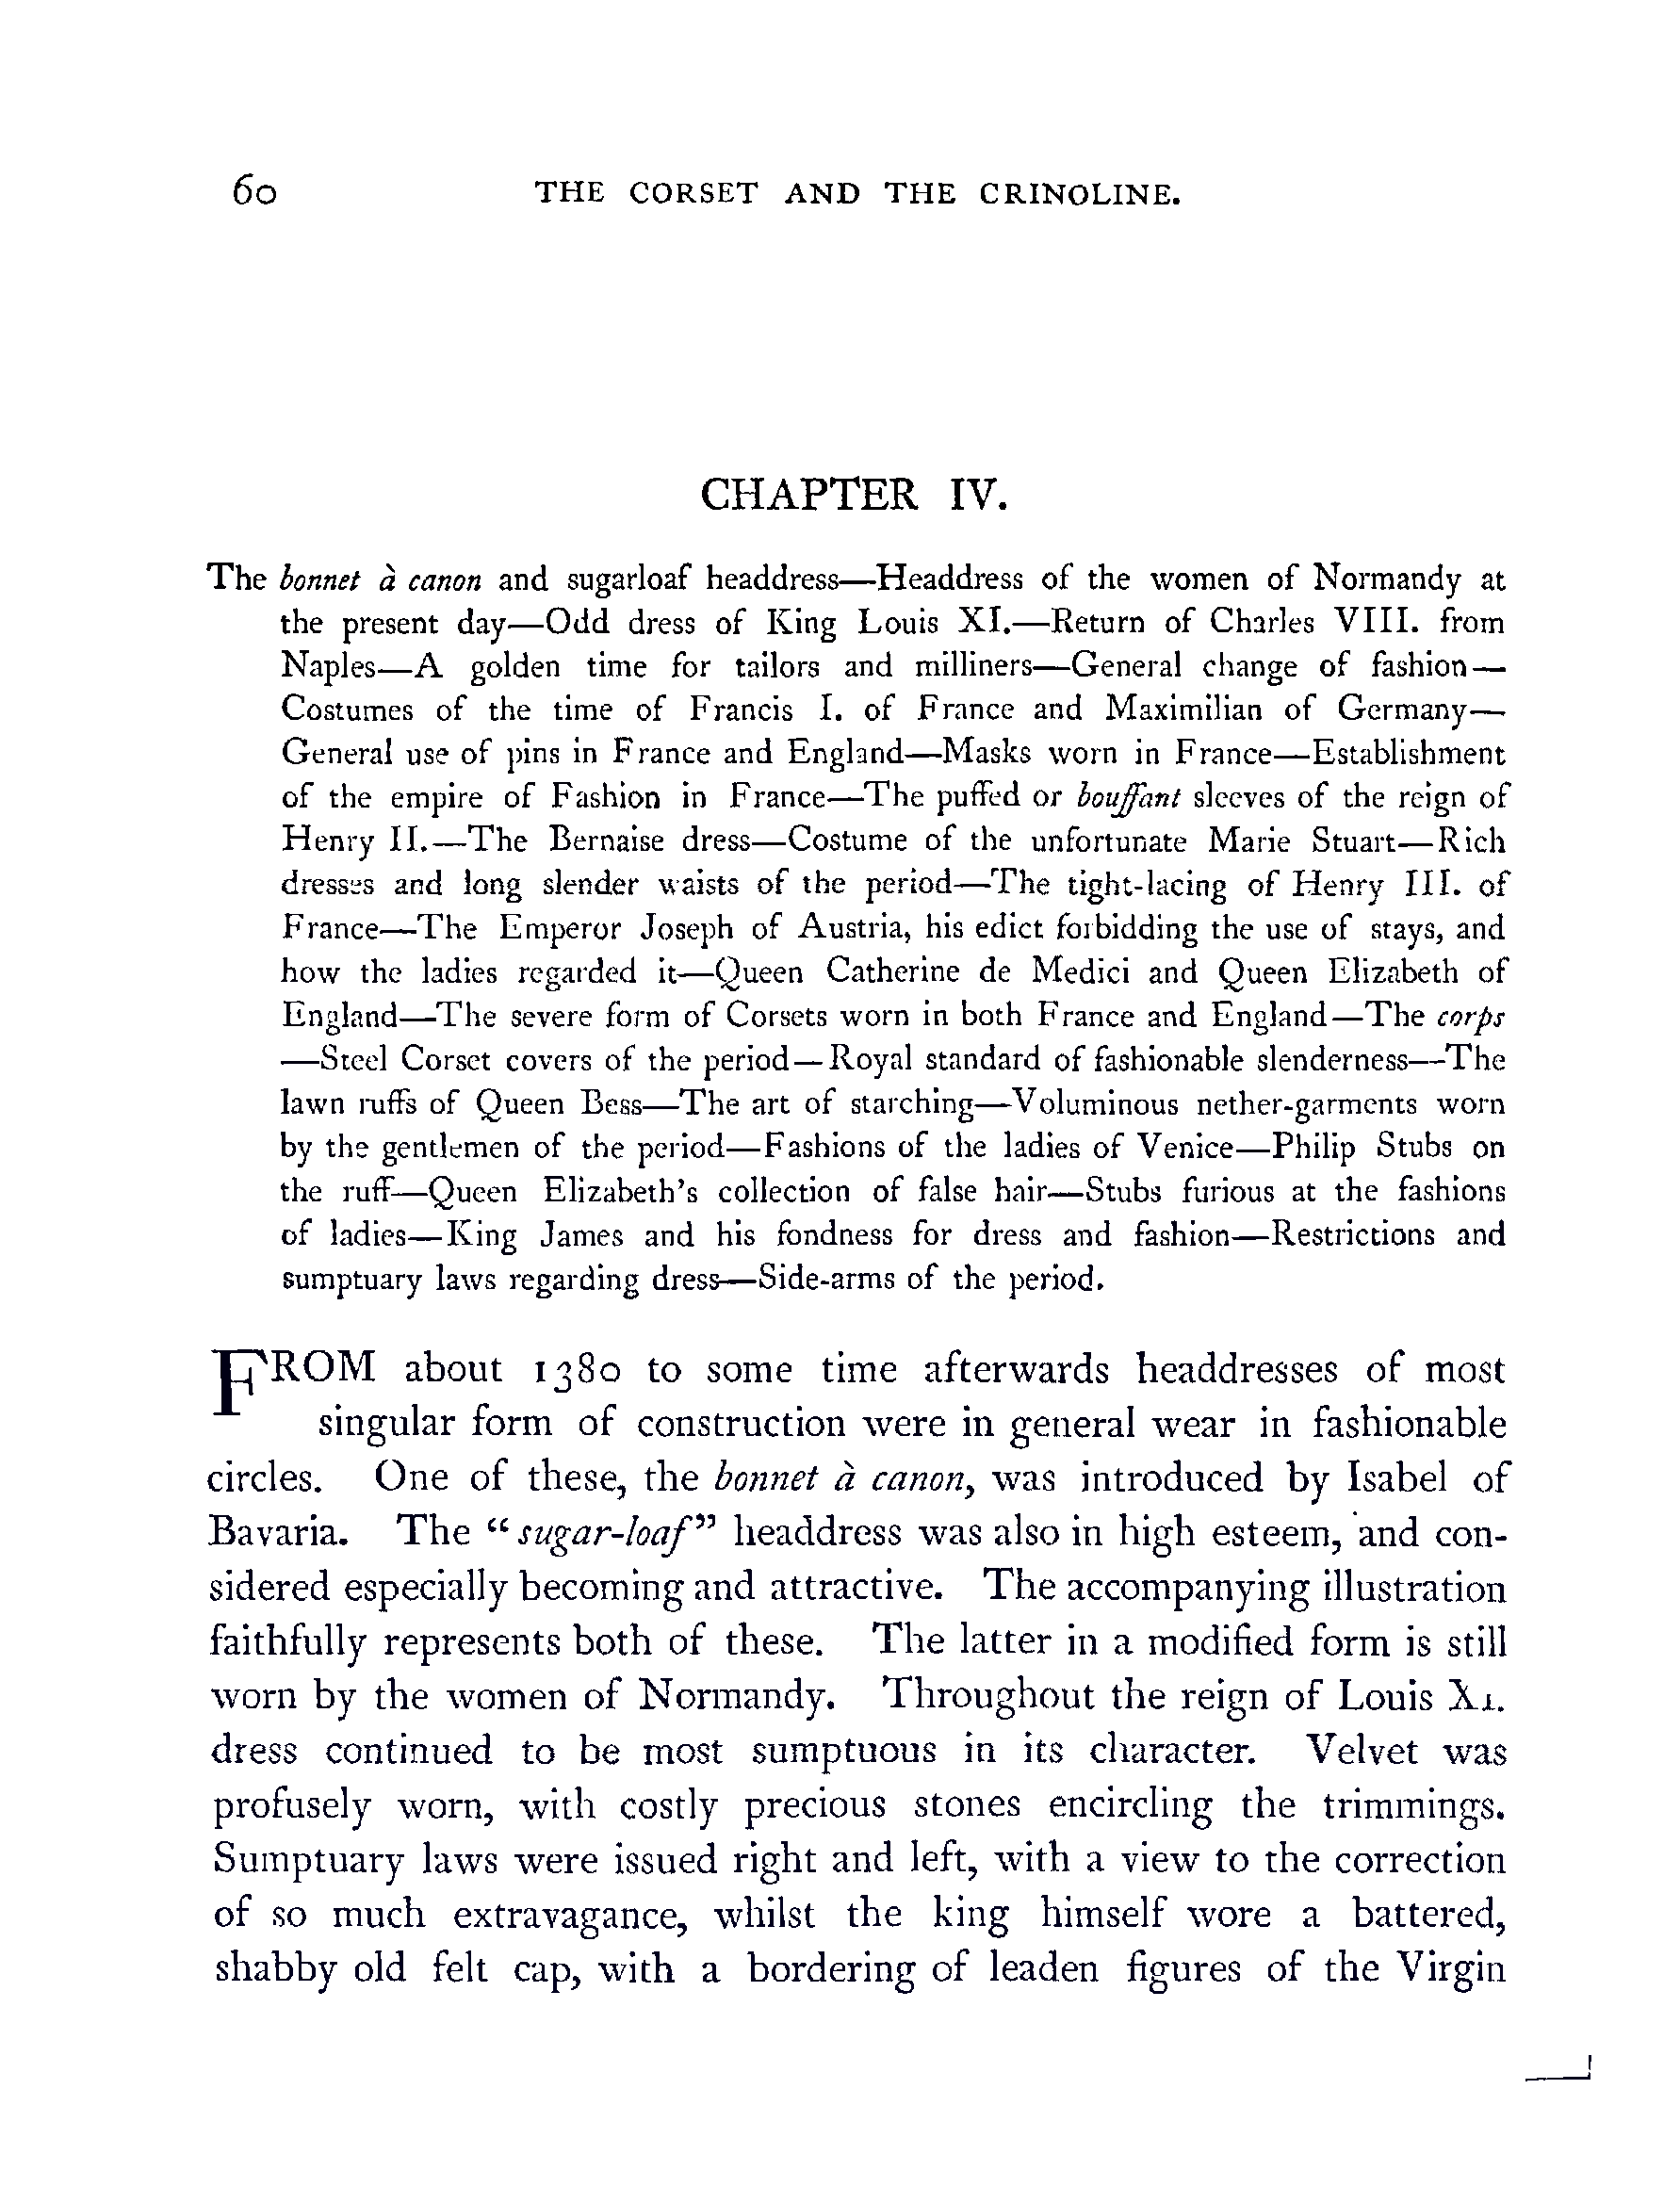 60 THE CORSET AND THE CRINOLINE.
CHAPTER IV.
The bonnet à canon and sugarloaf headdress—Headdress of the women of Normandy at
the present day—Odd dress of King Louis XI.—Return of Charles VIII. from
Naples—A golden time for tailors and milliners—General change of fashion—
Costumes of the time of Francis I. of France and Maximilian of Germany—
General use of pins in France and England—Masks worn in France—Establishment
of the empire of Fashion in France—The puffed or bouffant sleeves of the reign of
Henry II.—The Bernaise dress—Costume of the unfortunate Marie Stuart—Rich
dresses and long slender waists of the period—The tight-lacing of Henry III. of
France—The Emperor Joseph of Austria, his edict forbidding the use of stays, and
how the ladies regarded it—Queen Catherine de Medici and Queen Elizabeth of
England—The severe form of Corsets worn in both France and England—The corps
—Steel Corset covers of the period—Royal standard of fashionable slenderness—The
lawn ruffs of Queen Bess—The art of starching—Voluminous nether-garments worn
by the gentlemen of the period—Fashions of the ladies of Venice—Philip Stubs on
the ruff—Queen Elizabeth's collection of false hair—Stubs furious at the fashions
of ladies—King James and his fondness for dress and fashion—Restrictions and
sumptuary laws regarding dress—Side-arms of the period.
FROM about 1380 to some time afterwards headdresses of most
singular form of construction were in general wear in fashionable
circles. One of these, the bonnet à canon, was introduced by Isabel of
Bavaria. The “sugar-loaf” headdress was also in high esteem, and con-
sidered especially becoming and attractive. The accompanying illustration
faithfully represents both of these. The latter in a modified form is still
worn by the women of Normandy. Throughout the reign of Louis XI.
dress continued to be most sumptuous in its character. Velvet was
profusely worn, with costly precious stones encircling the trimmings.
Sumptuary laws were issued right and left, with a view to the correction
of so much extravagance, whilst the king himself wore a battered,
shabby old felt cap, with a bordering of leaden figures of the Virgin